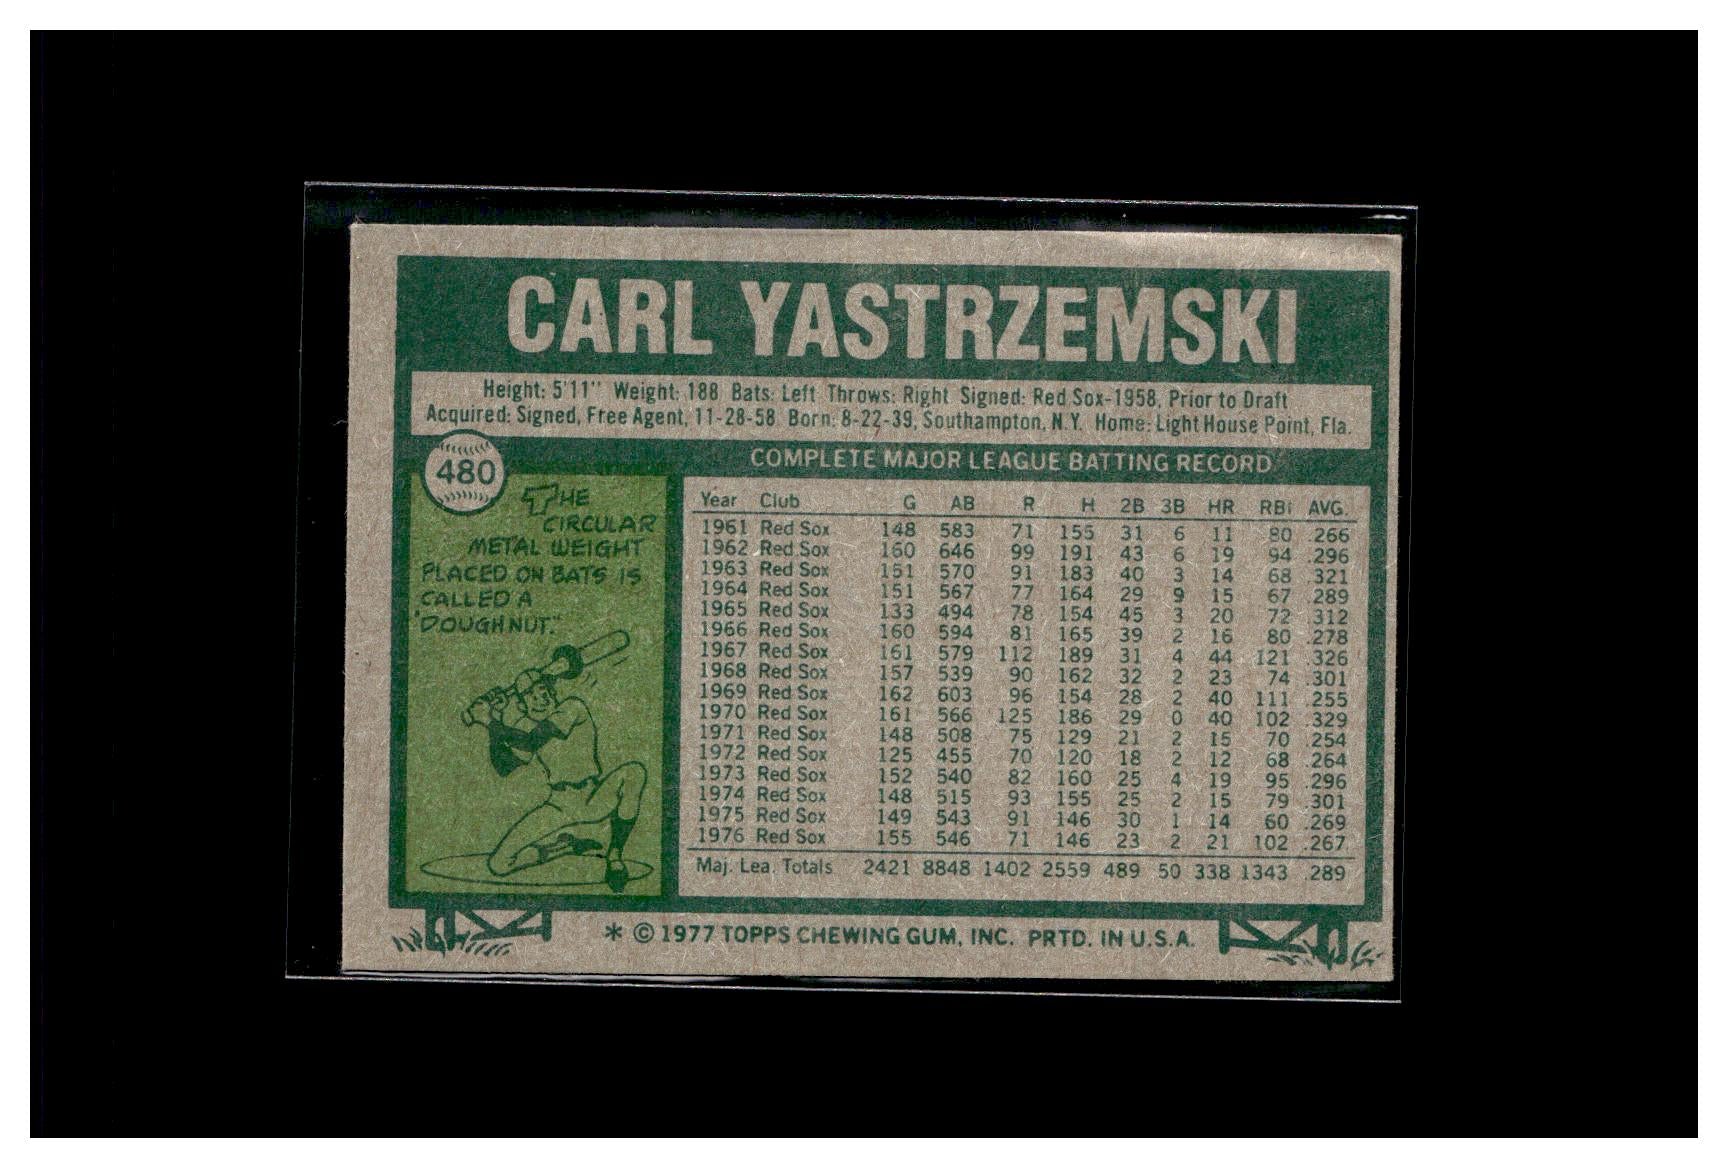 CARL YASTRZEMSKI
Height: 5'11" Weight: 188 Bats: Left Throws: Right Signed: Red Sox-1958, Prior to Draft
Acquired: Signed, Free Agent, 11-28-58 Born: 8-22-39, Southampton, N.Y. Home: Light House Point, Fla.
480
THE
CIRCULAR
METAL WEIGHT
PLACED ON BATS IS
CALLED A
"DOUGHNUT."
COMPLETE MAJOR LEAGUE BATTING RECORD
Year Club G AB R H 2B 3B HR RBI AVG.
1961 Red Sox 148 583 71 155 31 6 11 80 .266
1962 Red Sox 160 646 99 191 43 6 19 94 .296
1963 Red Sox 151 570 91 183 40 3 14 68 .321
1964 Red Sox 151 567 77 164 29 9 15 67 .289
1965 Red Sox 133 494 78 154 45 3 20 72 .312
1966 Red Sox 160 594 81 165 39 2 16 80 .278
1967 Red Sox 161 579 112 189 31 4 44 121 .326
1968 Red Sox 157 539 90 162 32 2 23 74 .301
1969 Red Sox 162 603 96 154 28 2 40 111 .255
1970 Red Sox 161 566 125 186 29 0 40 102 .329
1971 Red Sox 148 508 75 129 21 2 15 70 .254
1972 Red Sox 125 455 70 120 18 2 12 68 .264
1973 Red Sox 152 540 82 160 25 4 19 95 .296
1974 Red Sox 148 515 93 155 25 2 15 79 .301
1975 Red Sox 149 543 91 146 30 1 14 60 .269
1976 Red Sox 155 546 71 146 23 2 21 102 .267
Maj. Lea. Totals 2421 8848 1402 2559 489 50 338 1343 .289
* © 1977 TOPPS CHEWING GUM, INC. PRTD. IN U.S.A.